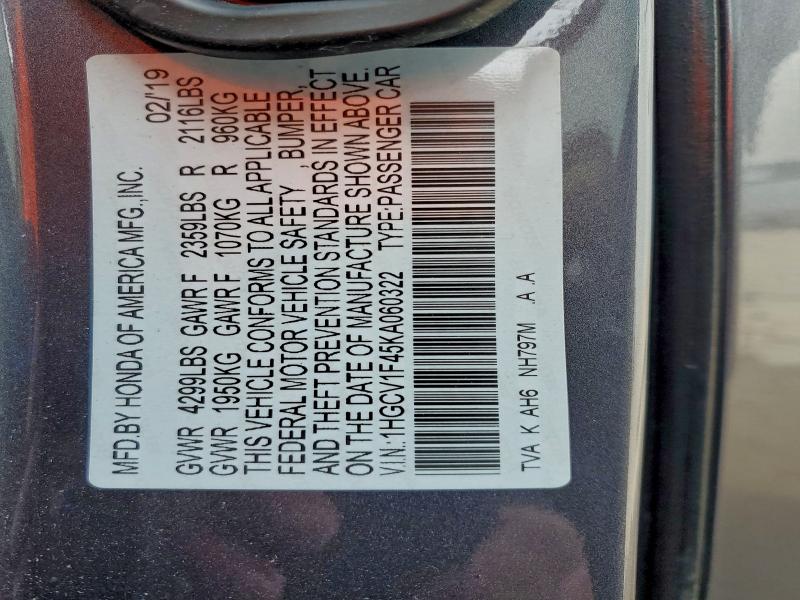 MFD.BY HONDA OF AMERICA MFG.,INC. 02/'19
GVWR 4299LBS GAWR F 2359LBS R 2116LBS
GVWR 1950KG GAWR F 1070KG R 960KG
THIS VEHICLE CONFORMS TO ALL APPLICABLE
FEDERAL MOTOR VEHICLE SAFETY, BUMPER,
AND THEFT PREVENTION STANDARDS IN EFFECT
ON THE DATE OF MANUFACTURE SHOWN ABOVE.
V.I.N.:1HGCV1F45KA060322 TYPE:PASSENGER CAR
TVA K AH6 NH797M .A .A